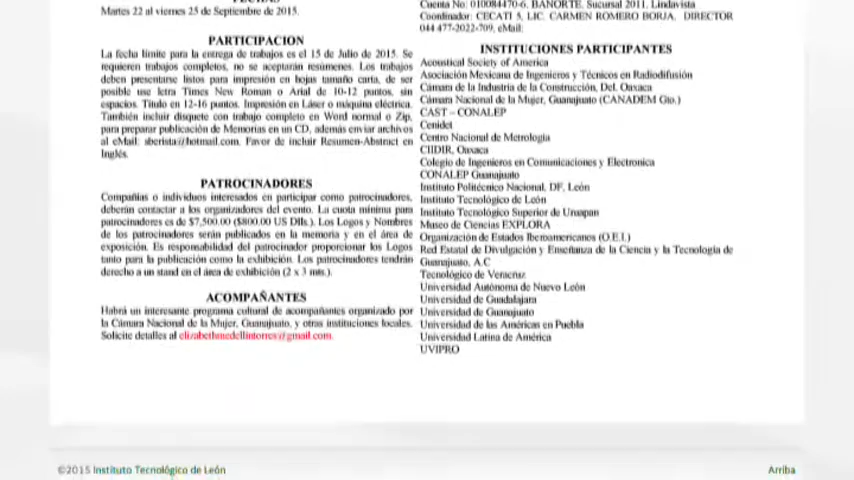 Martes 22 al viernes 25 de Septiembre de 2015.
PARTICIPACION
La fecha límite para la entrega de trabajos es el 15 de Julio de 2015. Se
requieren trabajos completos, no se aceptarán resúmenes. Los trabajos
deben presentarse listos para impresión en hojas tamaño carta, de ser
posible use letra Times New Roman o Arial de 10-12 puntos, sin
espacios. Título en 12-16 puntos. Impresión en Láser o máquina eléctrica.
También incluir disquete con trabajo completo en Word normal o Zip,
para preparar publicación de Memorias en un CD, además enviar archivos
al eMail: sberista@hotmail.com. Favor de incluir Resumen-Abstract en
Inglés.
PATROCINADORES
Compañías o individuos interesados en participar como patrocinadores,
deberán contactar a los organizadores del evento. La cuota mínima para
patrocinadores es de $7,500.00 ($800.00 US Dlls.). Los Logos y Nombres
de los patrocinadores serán publicados en la memoria y en el área de
exposición. Es responsabilidad del patrocinador proporcionar los Logos
tanto para la publicación como la exhibición. Los patrocinadores tendrán
derecho a un stand en el área de exhibición (2 x 3 mts.).
ACOMPAÑANTES
Habrá un interesante programa cultural de acompañantes organizado por
la Cámara Nacional de la Mujer, Guanajuato, y otras instituciones locales.
Solicite detalles al
Cuenta No: 010084470-6, BANORTE, Sucursal 2011, Lindavista
Coordinador: CECATI 5, LIC. CARMEN ROMERO BORJA, DIRECTOR
044 477-2022-709, eMail:
INSTITUCIONES PARTICIPANTES
Acoustical Society of America
Asociación Mexicana de Ingenieros y Técnicos en Radiodifusión
Cámara de la Industria de la Construcción, Del. Oaxaca
Cámara Nacional de la Mujer, Guanajuato (CANADEM Gto.)
CAST – CONALEP
Cenidet
Centro Nacional de Metrología
CIIDIR, Oaxaca
Colegio de Ingenieros en Comunicaciones y Electronica
CONALEP Guanajuato
Instituto Politécnico Nacional, DF, León
Instituto Tecnológico de León
Instituto Tecnológico Superior de Uruapan
Museo de Ciencias EXPLORA
Organización de Estados Iberoamericanos (O.E.I.)
Red Estatal de Divulgación y Enseñanza de la Ciencia y la Tecnología de
Guanajuato, A.C
Tecnológico de Veracruz
Universidad Autónoma de Nuevo León
Universidad de Guadalajara
Universidad de Guanajuato
Universidad de las Américas en Puebla
Universidad Latina de América
UVIPRO
©2015 Instituto Tecnológico de León
Arriba